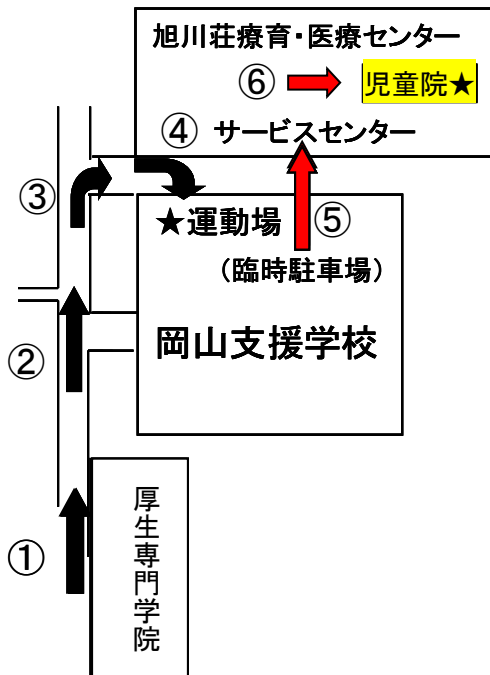 旭川荘療育・医療センター
⑥
児童院★
④ サービスセンター
③
★運動場
⑤
(臨時駐車場)
岡山支援学校
②
厚生専門学院
①